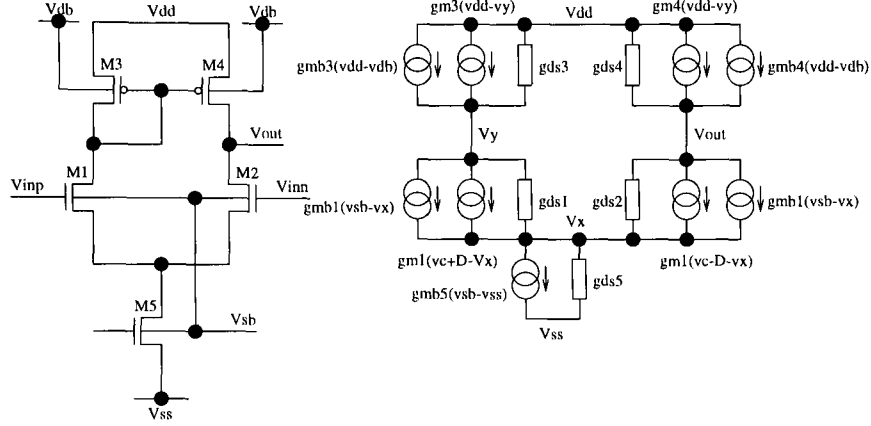 Vdb
Vdd
Vdb
M3
M4
Vout
M1
M2
Vinp
Vinn
M5
Vsb
Vss
gm3(vdd-vy)
Vdd
gm4(vdd-vy)
gmb3(vdd-vdb)
gds3
gds4
gmb4(vdd-vdb)
Vy
Vout
gmb1(vsb-vx)
gds1
gds2
gmb1(vsb-vx)
Vx
gm1(vc+D-Vx)
gm1(vc-D-vx)
gmb5(vsb-vss)
gds5
Vss